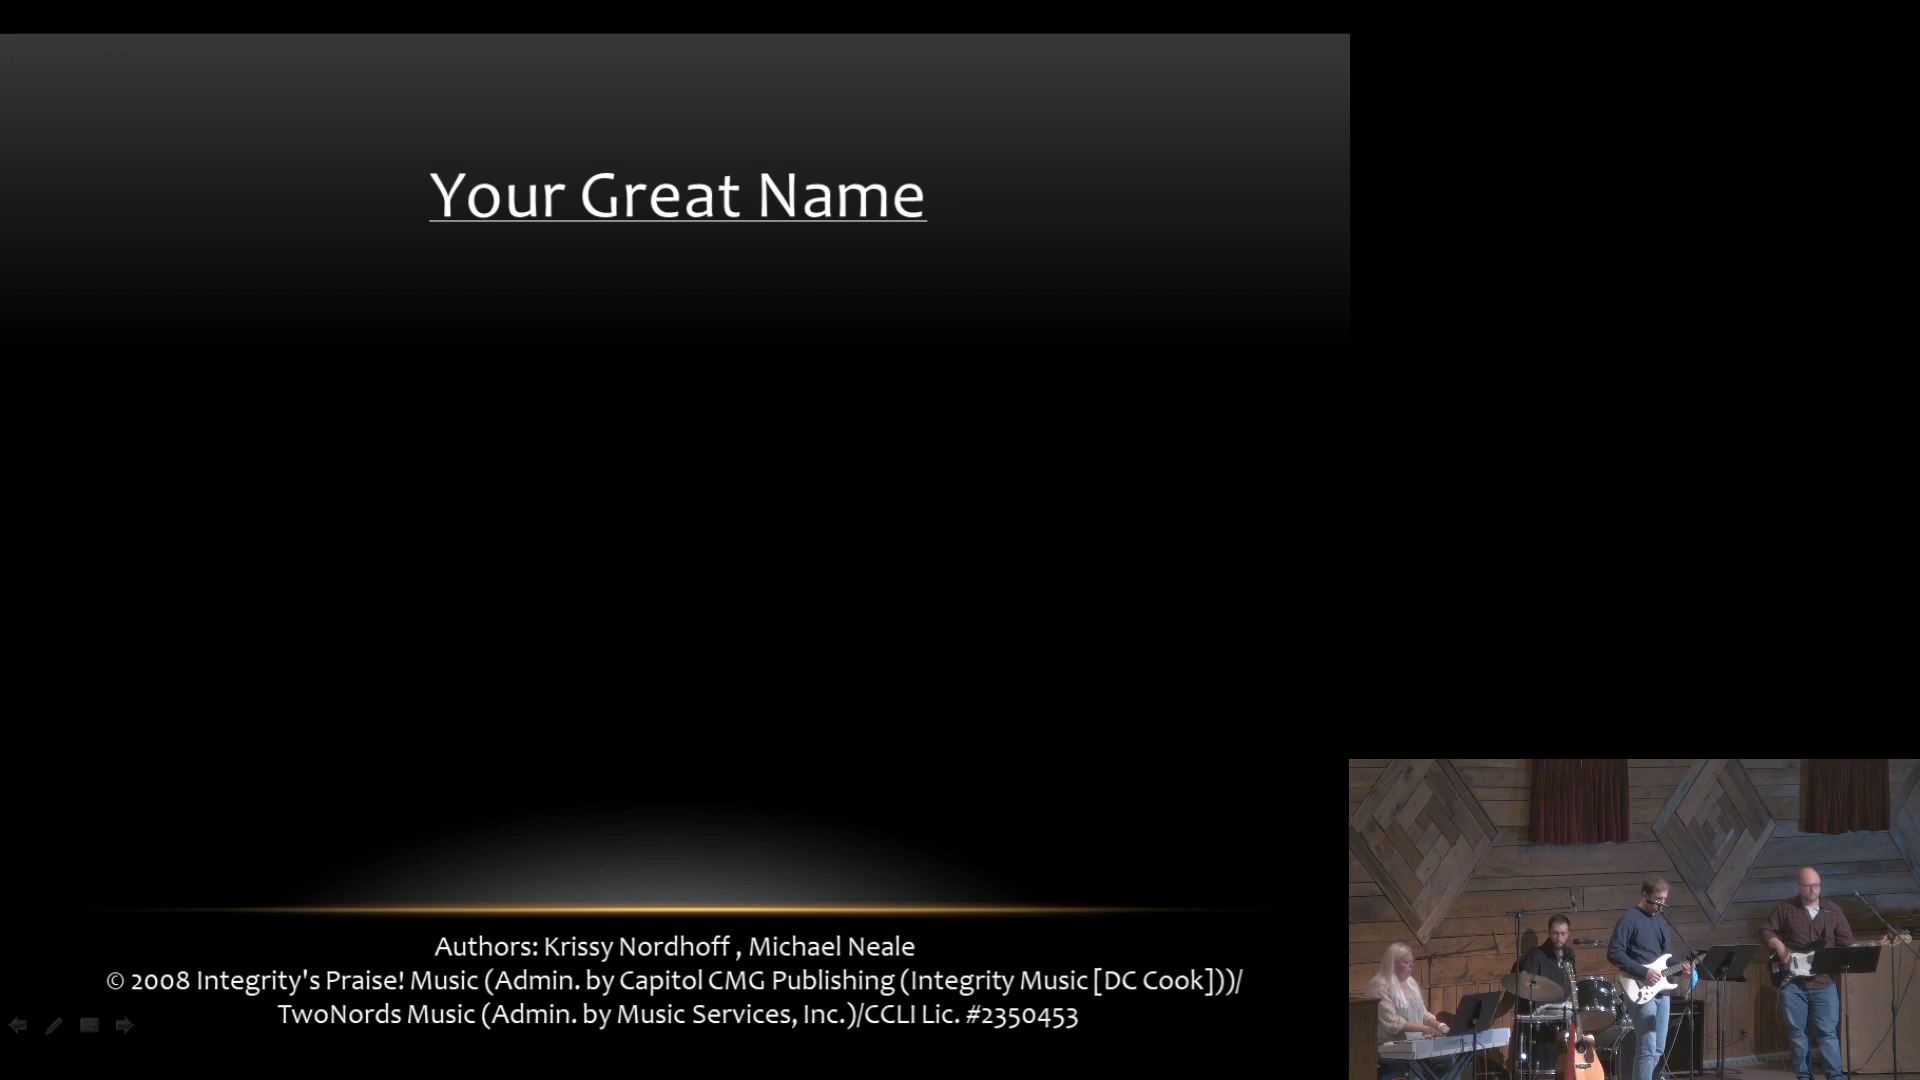 Your Great Name
Authors: Krissy Nordhoff , Michael Neale
© 2008 Integrity's Praise! Music (Admin. by Capitol CMG Publishing (Integrity Music [DC Cook]))/
TwoNords Music (Admin. by Music Services, Inc.)/CCLI Lic. #2350453